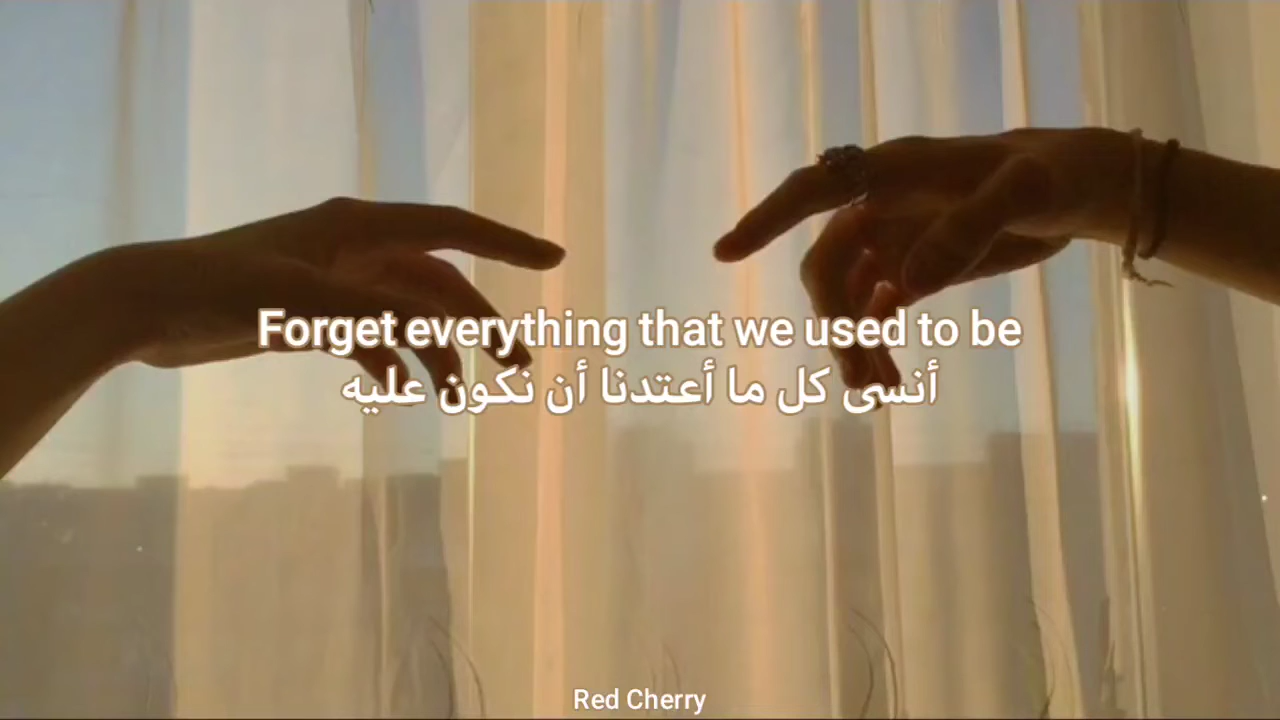 Forget everything that we used to be
أنسى كل ما أعتدنا أن نكون عليه
Red Cherry